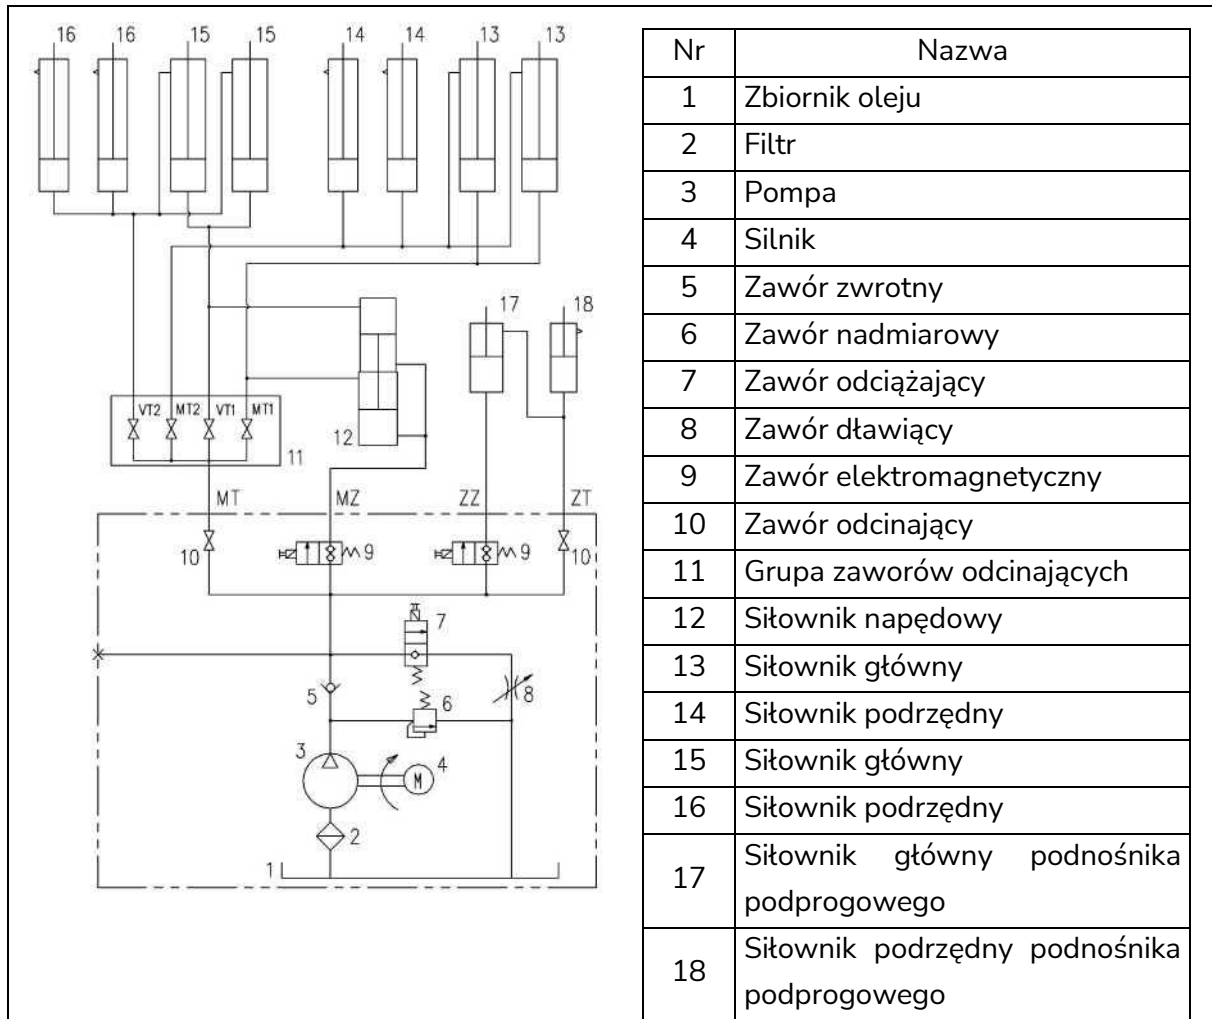 16 16 15 15 14 14 13 13
17 18
VT2 MT2 VT1 MT1
12
11
MT MZ ZZ ZT
10 9 9 10
7
5 6 8
3 4
M
2
1
Nr Nazwa
1 Zbiornik oleju
2 Filtr
3 Pompa
4 Silnik
5 Zawór zwrotny
6 Zawór nadmiarowy
7 Zawór odciążający
8 Zawór dławiący
9 Zawór elektromagnetyczny
10 Zawór odcinający
11 Grupa zaworów odcinających
12 Siłownik napędowy
13 Siłownik główny
14 Siłownik podrzędny
15 Siłownik główny
16 Siłownik podrzędny
17 Siłownik główny podnośnika
podprogowego
18 Siłownik podrzędny podnośnika
podprogowego